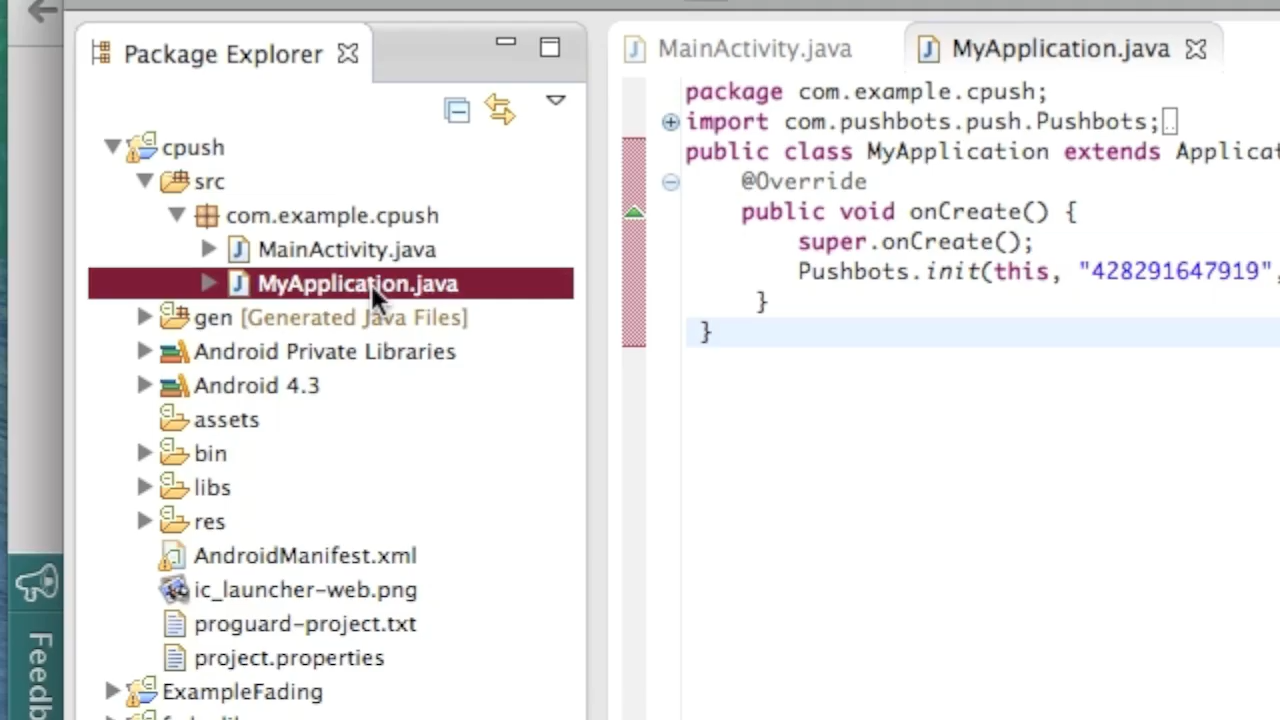 Package Explorer
MainActivity.java
MyApplication.java
cpush
src
com.example.cpush
MainActivity.java
MyApplication.java
gen [Generated Java Files]
Android Private Libraries
Android 4.3
assets
bin
libs
res
AndroidManifest.xml
ic_launcher-web.png
proguard-project.txt
project.properties
ExampleFading
package com.example.cpush;
import com.pushbots.push.Pushbots;
public class MyApplication extends Applicat
@Override
public void onCreate() {
super.onCreate();
Pushbots.init(this, "428291647919",
}
}
Feedb